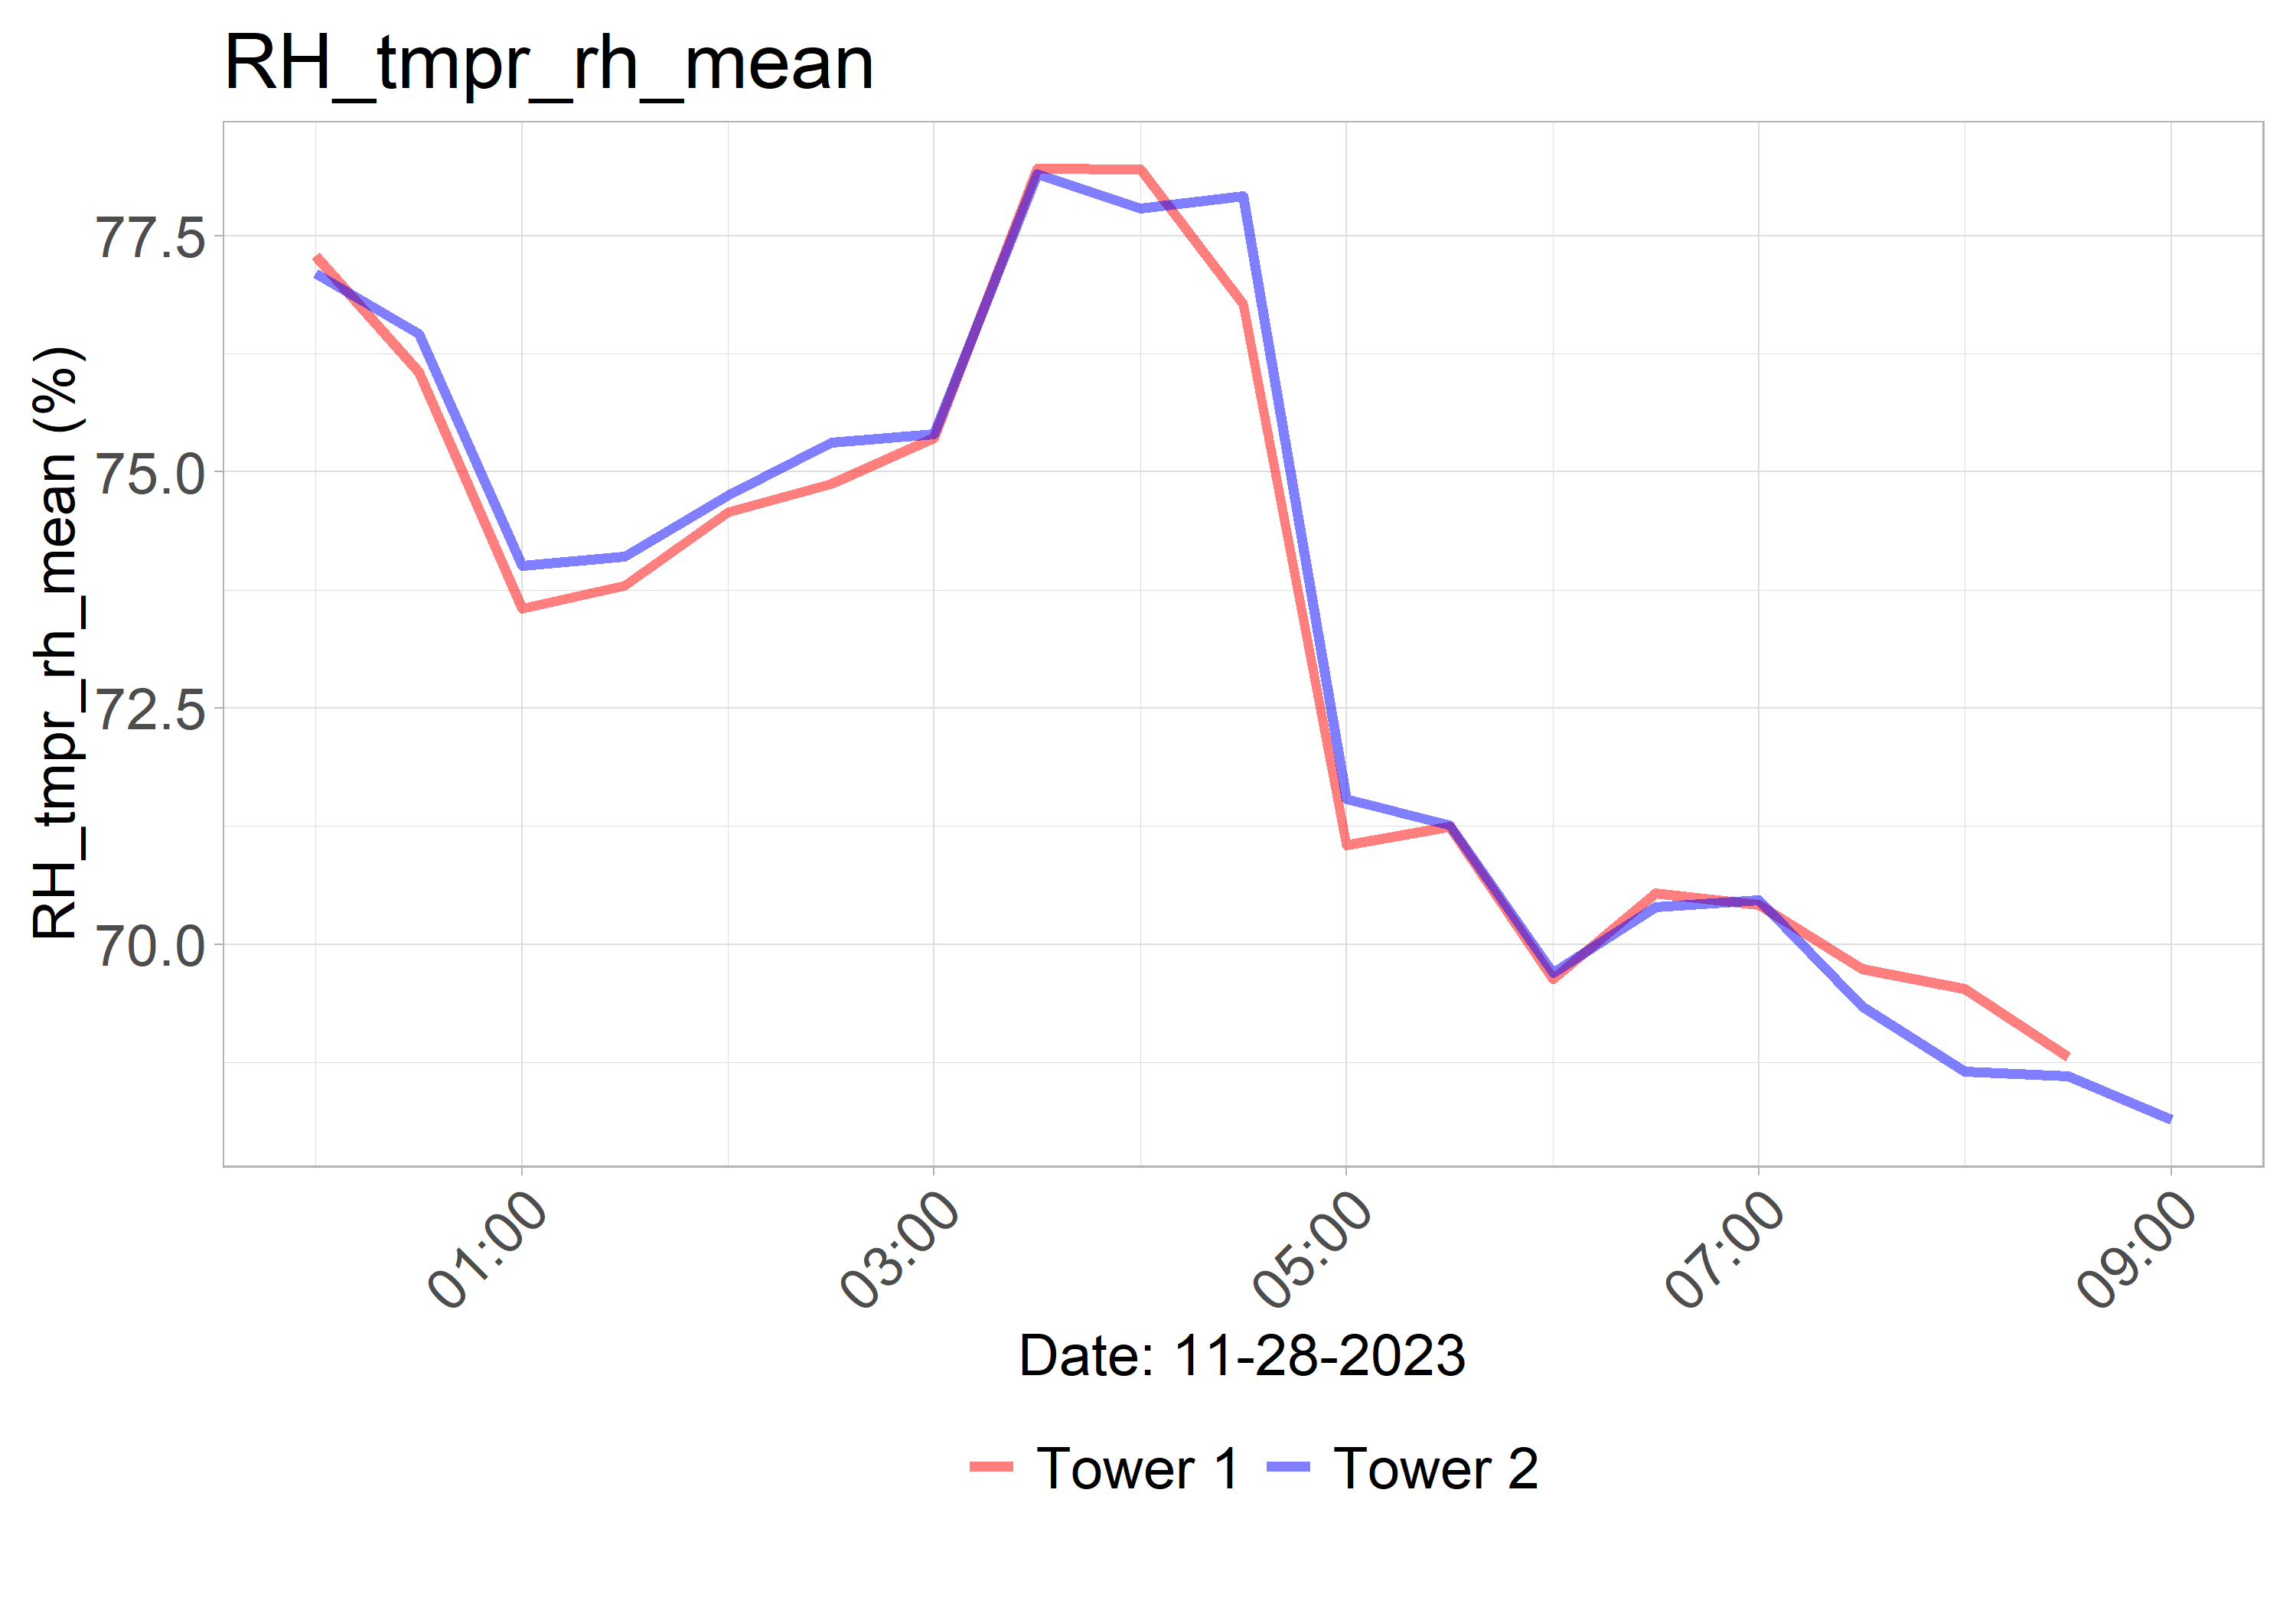 RH_tmpr_rh_mean
RH_tmpr_rh_mean (%)
77.5
75.0
72.5
70.0
01:00
03:00
05:00
07:00
09:00
Date: 11-28-2023
Tower 1
Tower 2